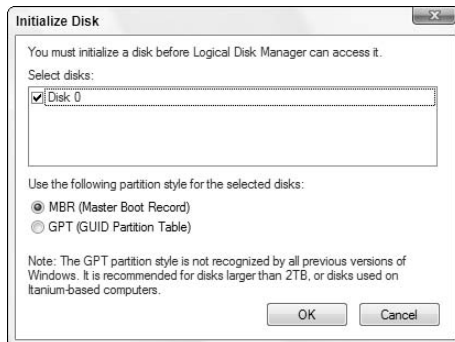 Initialize Disk
You must initialize a disk before Logical Disk Manager can access it.
Select disks:
Disk 0
Use the following partition style for the selected disks:
MBR (Master Boot Record)
GPT (GUID Partition Table)
Note: The GPT partition style is not recognized by all previous versions of
Windows. It is recommended for disks larger than 2TB, or disks used on
Itanium-based computers.
OK Cancel